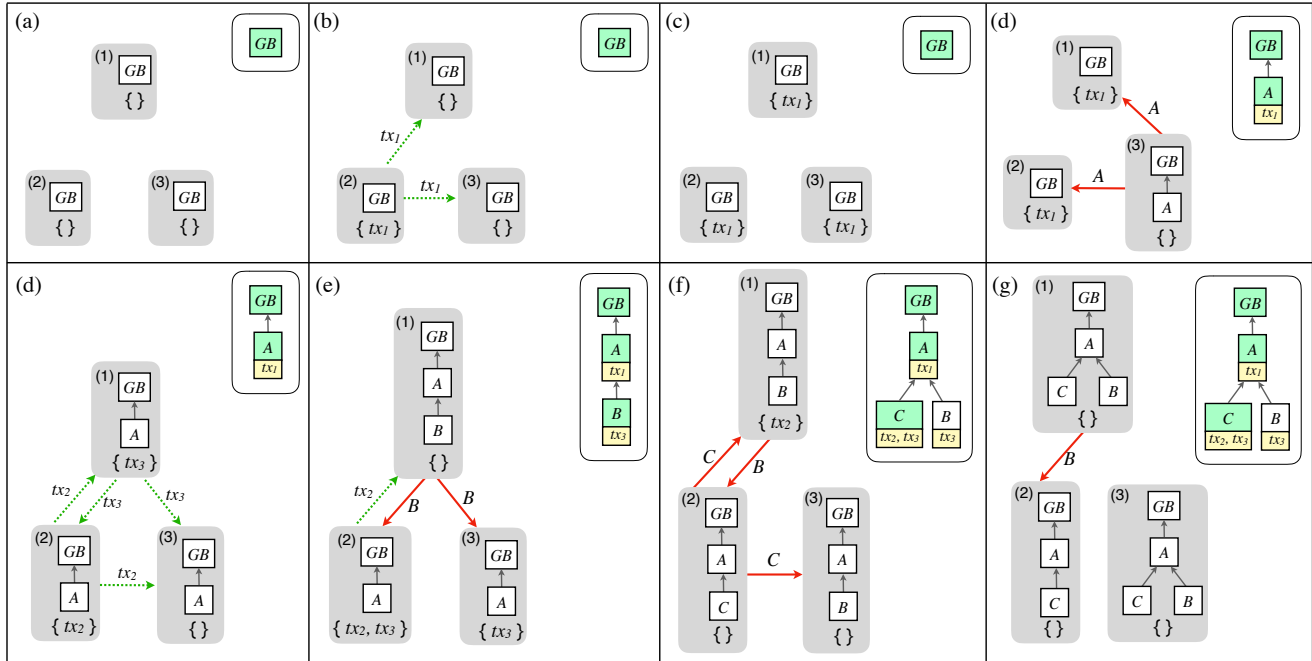 (a)
GB
(1)
GB
{ }
(2)
GB
{ }
(3)
GB
{ }
(b)
GB
(1)
GB
{ }
tx1
(2)
GB
{ tx1 }
tx1
(3)
GB
{ }
(c)
GB
(1)
GB
{ tx1 }
(2)
GB
{ tx1 }
(3)
GB
{ tx1 }
(d)
GB
A
tx1
(1)
GB
{ tx1 }
A
(2)
GB
{ tx1 }
A
(3)
GB
A
{ }
(d)
GB
A
tx1
(1)
GB
A
{ tx3 }
tx2
tx3
tx3
(2)
GB
A
{ tx2 }
tx2
(3)
GB
A
{ }
(e)
GB
A
tx1
B
tx3
(1)
GB
A
B
{ }
tx2
B
B
(2)
GB
A
{ tx2, tx3 }
(3)
GB
A
{ tx3 }
(f)
GB
A
tx1
C
tx2, tx3
B
tx3
(1)
GB
A
B
{ tx2 }
C
B
(2)
GB
A
C
{ }
C
(3)
GB
A
B
{ }
(g)
GB
A
tx1
C
tx2, tx3
B
tx3
(1)
GB
A
C
B
{ }
B
(2)
GB
A
C
{ }
(3)
GB
A
C
B
{ }